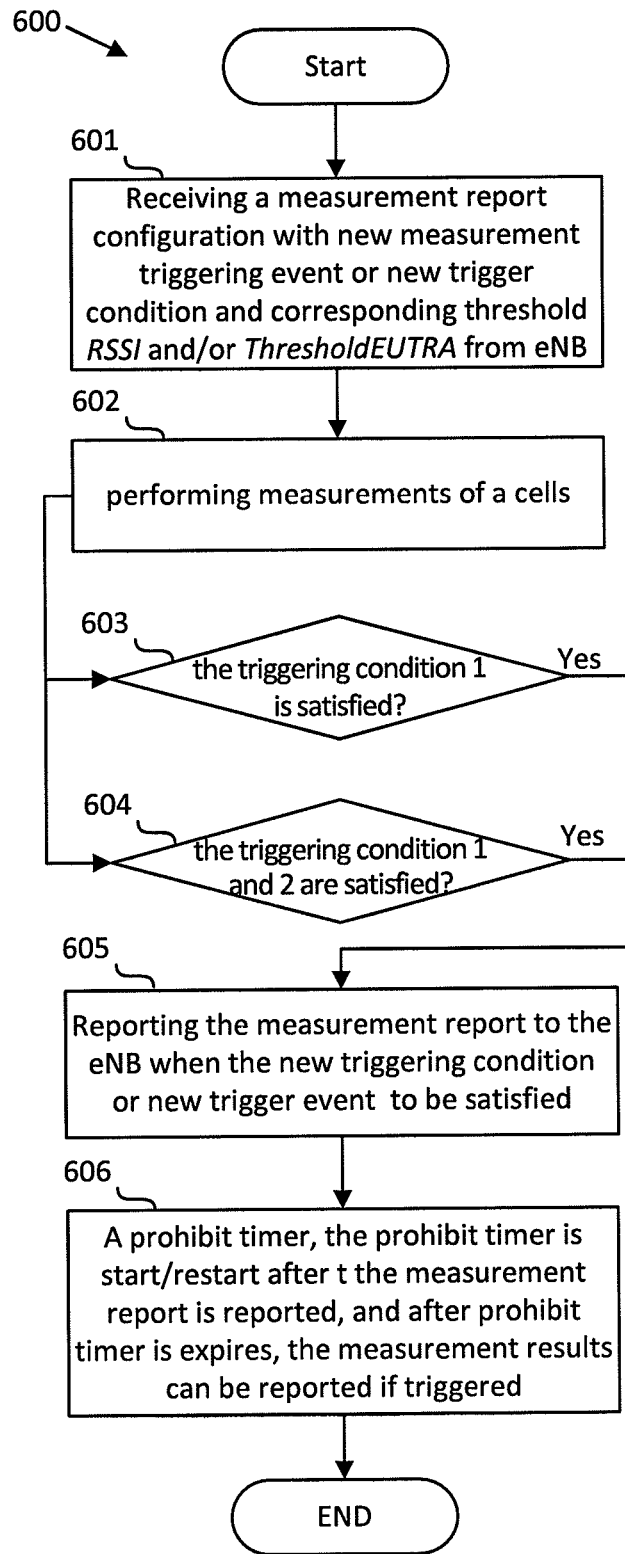 600
Start
601
Receiving a measurement report
configuration with new measurement
triggering event or new trigger
condition and corresponding threshold
RSSI and/or ThresholdEUTRA from eNB
602
performing measurements of a cells
603
the triggering condition 1
is satisfied?
Yes
604
the triggering condition 1
and 2 are satisfied?
Yes
605
Reporting the measurement report to the
eNB when the new triggering condition
or new trigger event to be satisfied
606
A prohibit timer, the prohibit timer is
start/restart after t the measurement
report is reported, and after prohibit
timer is expires, the measurement results
can be reported if triggered
END